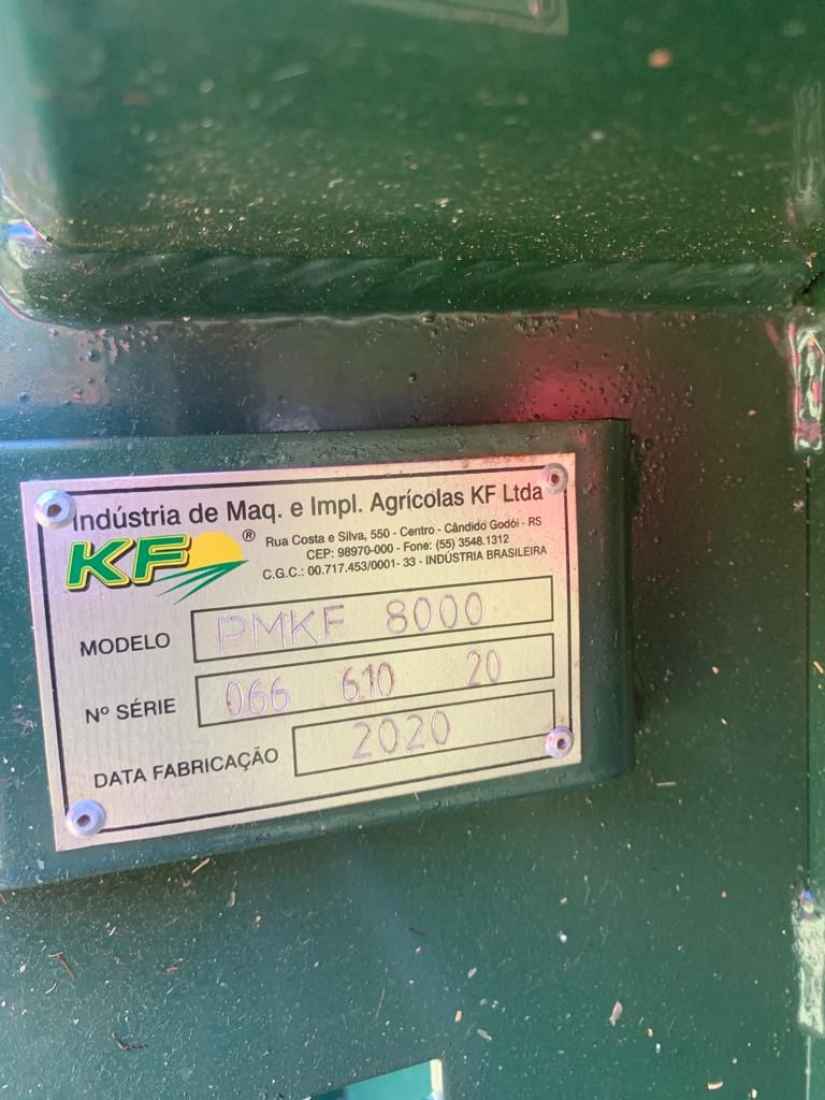 Indústria de Maq. e Impl. Agrícolas KF Ltda
KF ®
Rua Costa e Silva, 550 - Centro - Cândido Godói - RS
CEP: 98970-000 - Fone: (55) 3548.1312
C.G.C.: 00.717.453/0001- 33 - INDÚSTRIA BRASILEIRA
MODELO PMKF 8000
Nº SÉRIE 066 610 20
DATA FABRICAÇÃO 2020